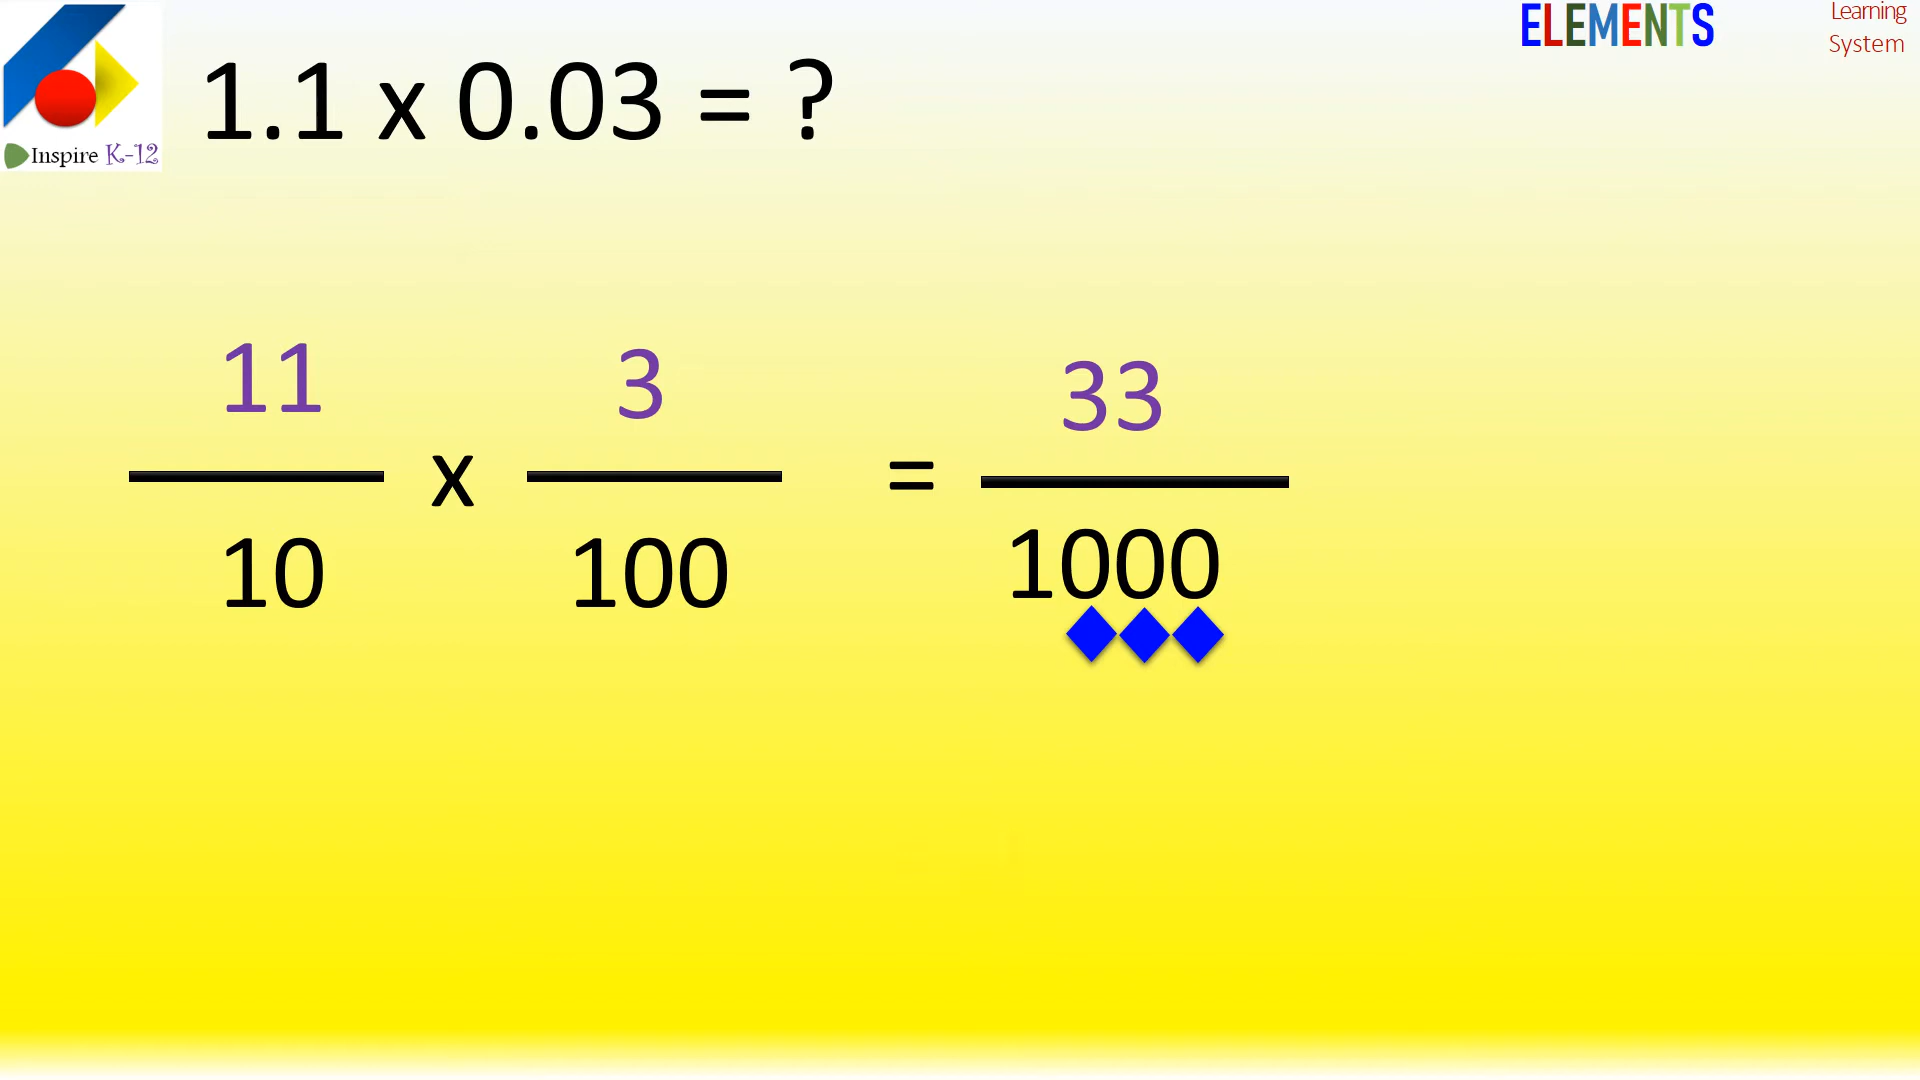 ELEMENTS
Learning
System
1.1 x 0.03 = ?
Inspire K-12
11 3 33
x =
10 100 1000